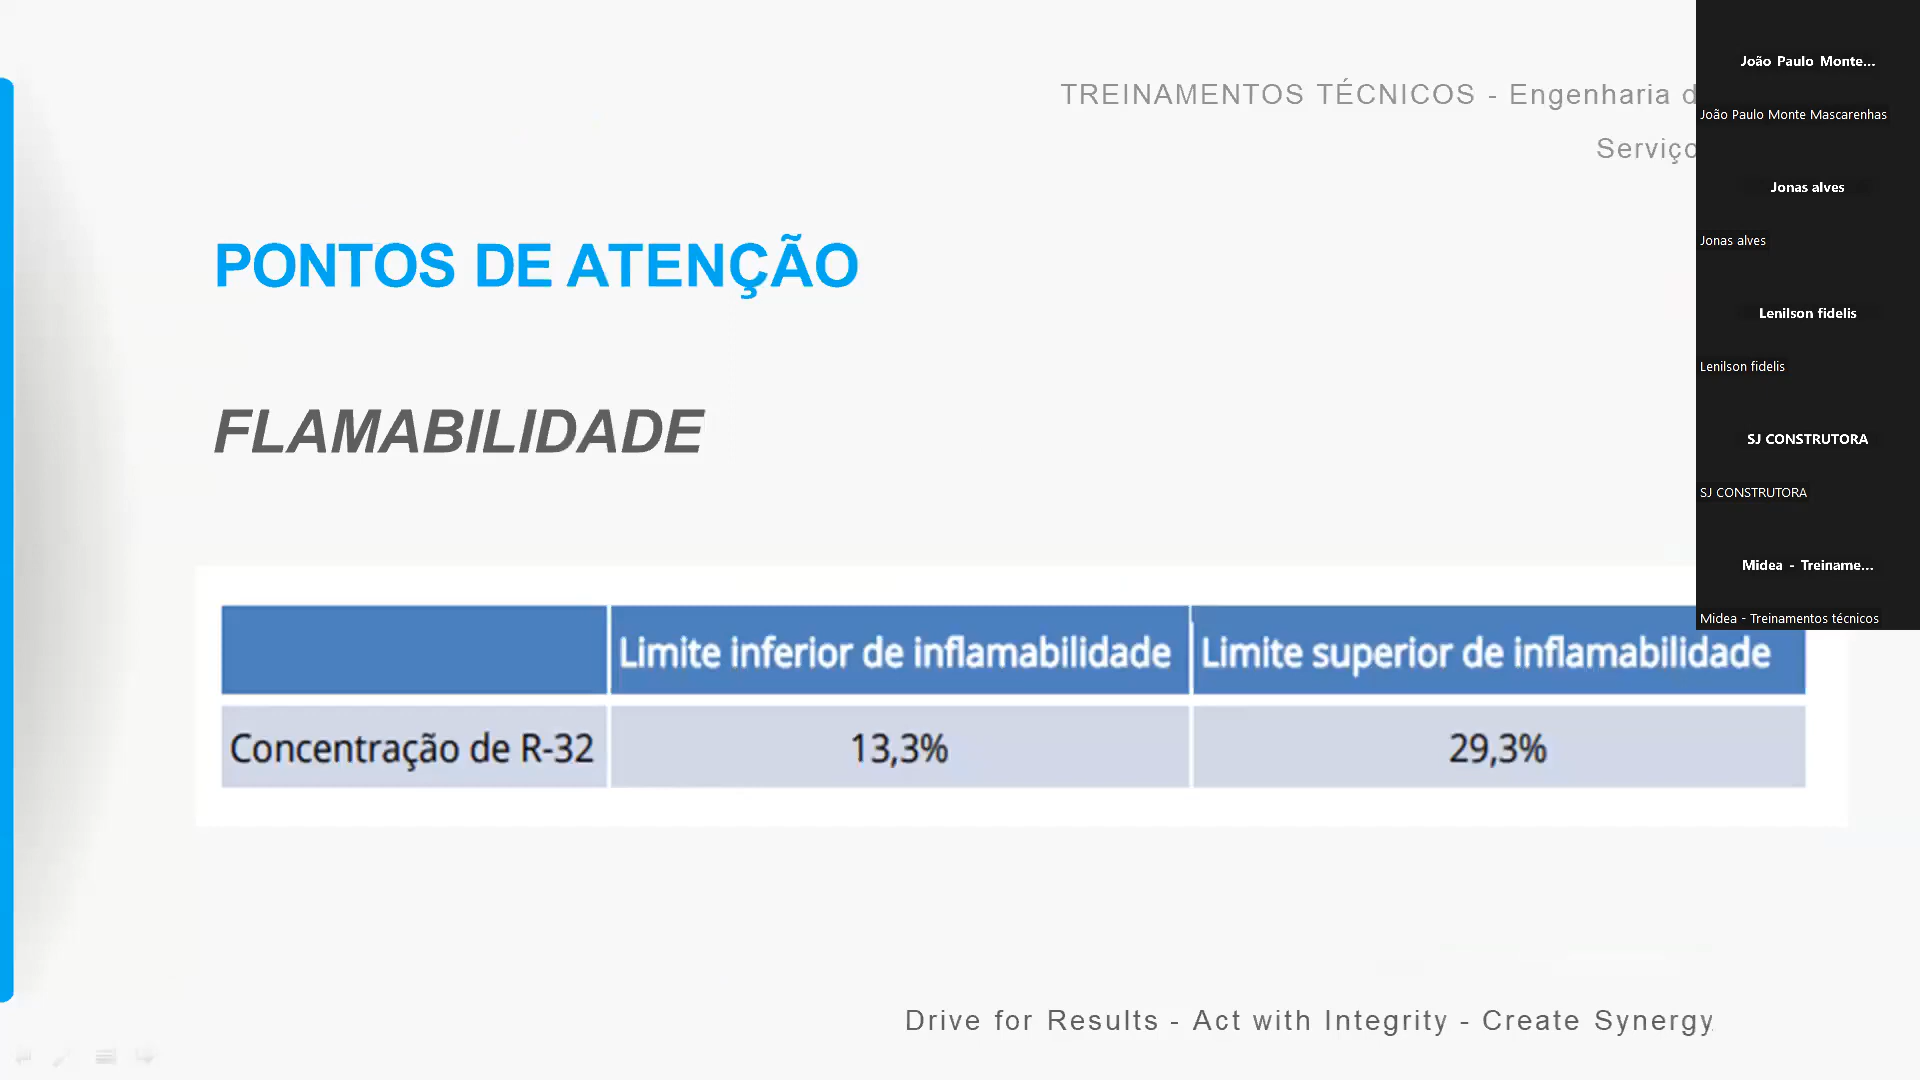 TREINAMENTOS TÉCNICOS - Engenharia d
Serviço
PONTOS DE ATENÇÃO
FLAMABILIDADE
Limite inferior de inflamabilidade
Limite superior de inflamabilidade
Concentração de R-32
13,3%
29,3%
Drive for Results - Act with Integrity - Create Synergy
João Paulo Monte...
João Paulo Monte Mascarenhas
Jonas alves
Jonas alves
Lenilson fidelis
Lenilson fidelis
SJ CONSTRUTORA
SJ CONSTRUTORA
Midea - Treiname...
Midea - Treinamentos técnicos